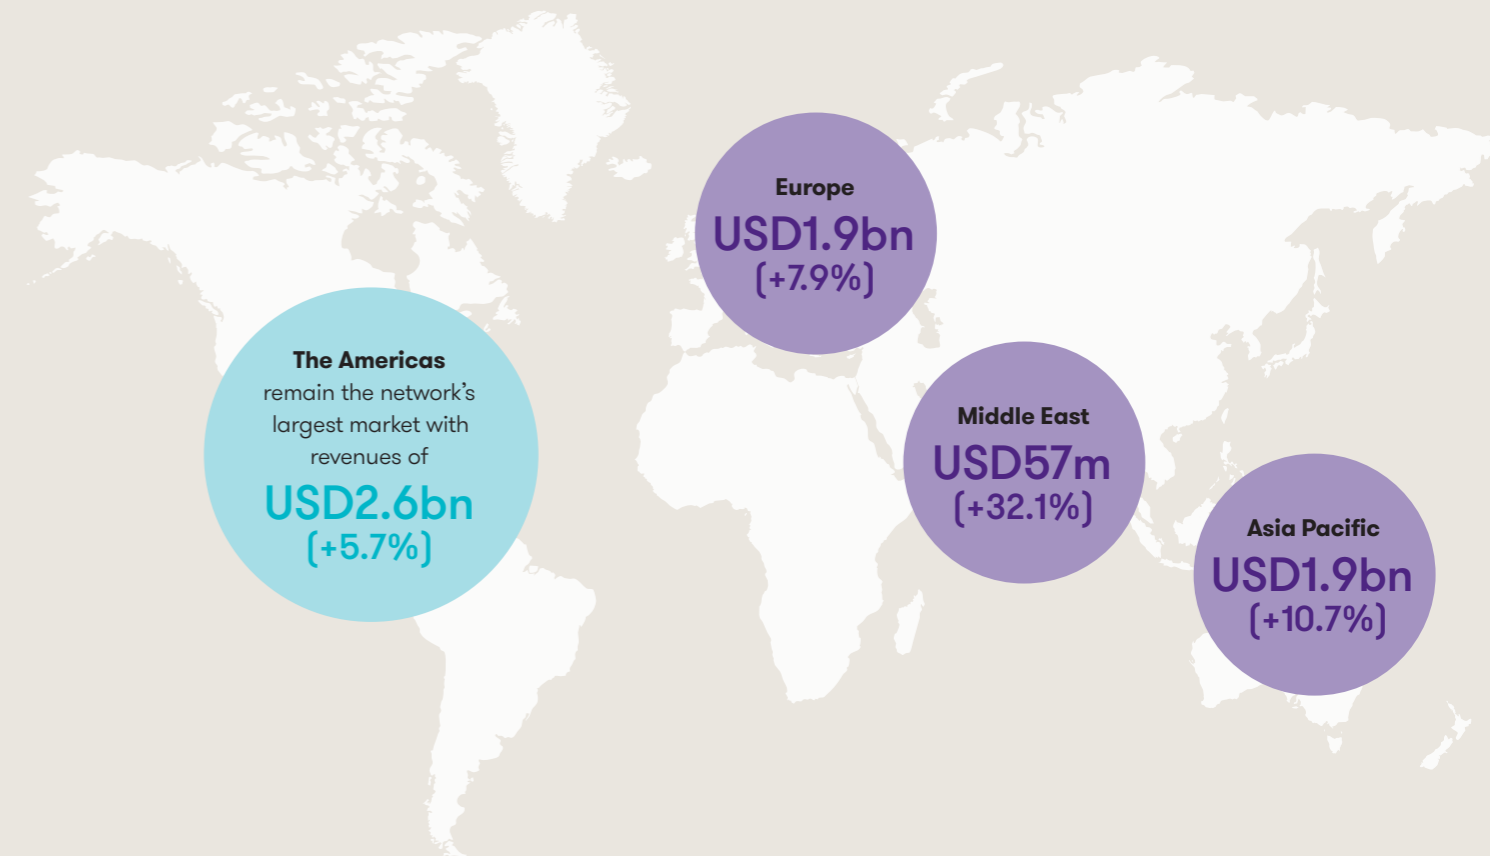 Europe
USD1.9bn
(+7.9%)
The Americas
remain the network’s
largest market with
revenues of
USD2.6bn
(+5.7%)
Middle East
USD57m
(+32.1%)
Asia Pacific
USD1.9bn
(+10.7%)